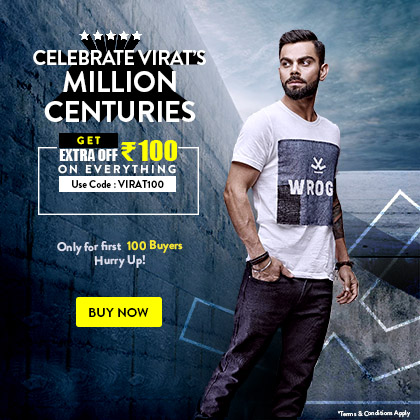 CELEBRATE VIRAT'S
MILLION
CENTURIES
GET
EXTRA OFF ₹100
ON EVERYTHING
Use Code : VIRAT100
Only for first 100 Buyers
Hurry Up!
BUY NOW
WROG
*Terms & Conditions Apply